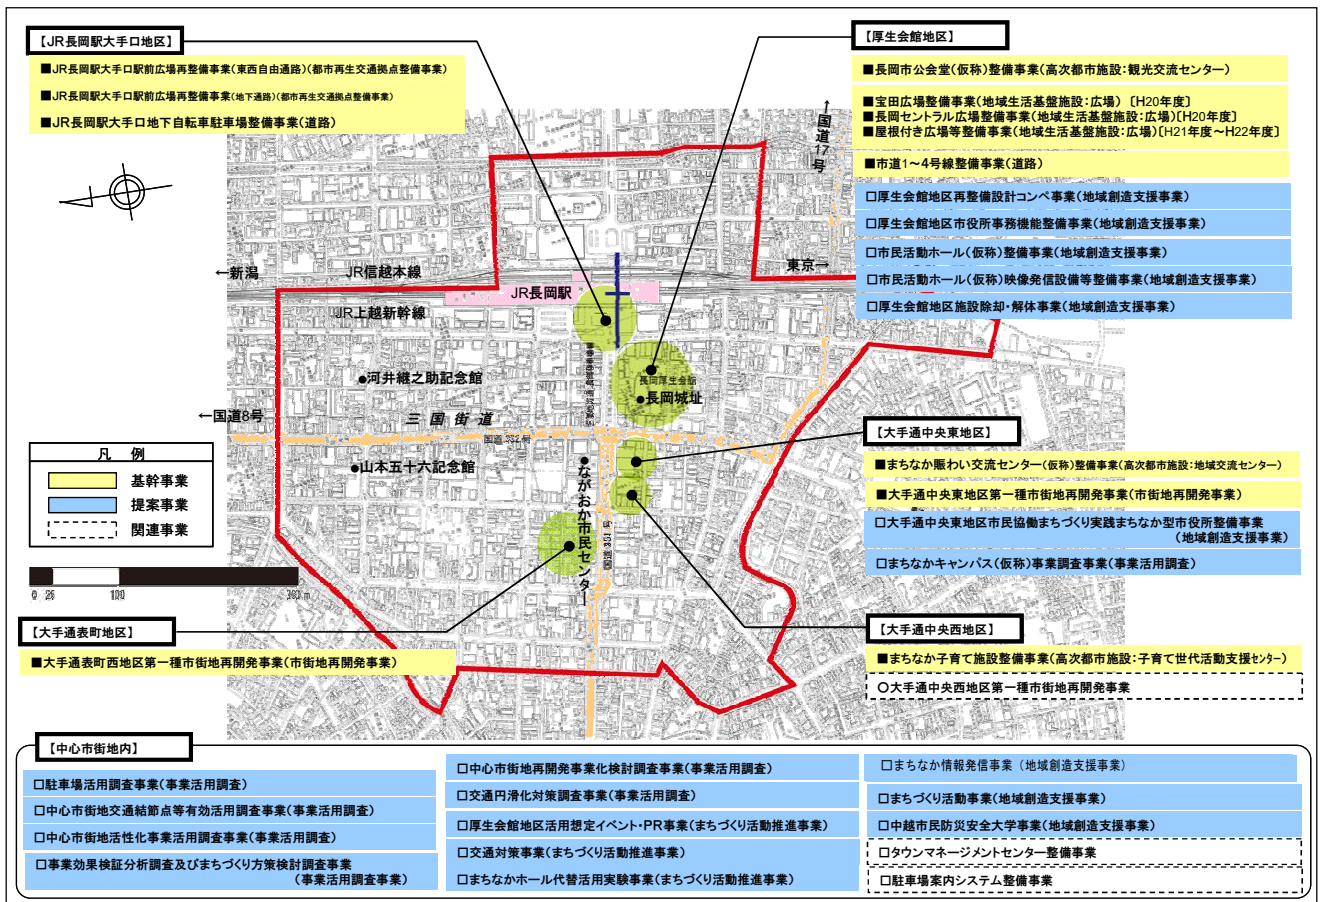 【JR長岡駅大手口地区】
■JR長岡駅大手口駅前広場再整備事業(東西自由通路)(都市再生交通拠点整備事業)
■JR長岡駅大手口駅前広場再整備事業(地下通路)(都市再生交通拠点整備事業)
■JR長岡駅大手口地下自転車駐車場整備事業(道路)
【厚生会館地区】
■長岡市公会堂(仮称)整備事業(高次都市施設:観光交流センター)
■宝田広場整備事業(地域生活基盤施設:広場) [H20年度]
■長岡セントラル広場整備事業(地域生活基盤施設:広場)[H20年度]
■屋根付き広場等整備事業(地域生活基盤施設:広場)[H21年度～H22年度]
■市道1～4号線整備事業(道路)
□厚生会館地区再整備設計コンペ事業(地域創造支援事業)
□厚生会館地区市役所事務機能整備事業(地域創造支援事業)
□市民活動ホール(仮称)整備事業(地域創造支援事業)
□市民活動ホール(仮称)映像発信設備等整備事業(地域創造支援事業)
□厚生会館地区施設除却・解体事業(地域創造支援事業)
←国道17号
←新潟
JR信越本線
東京→
JR長岡駅
JR上越新幹線
長岡厚生会館
●河井継之助記念館
●長岡城址
←国道8号
三国街道
国道352号
●山本五十六記念館
●ながおか市民センター
国道351号
凡 例
基幹事業
提案事業
関連事業
0 25 100 200 m
【大手通中央東地区】
■まちなか賑わい交流センター(仮称)整備事業(高次都市施設:地域交流センター)
■大手通中央東地区第一種市街地再開発事業(市街地再開発事業)
□大手通中央東地区市民協働まちづくり実践まちなか型市役所整備事業
(地域創造支援事業)
□まちなかキャンパス(仮称)事業調査事業(事業活用調査)
【大手通表町地区】
■大手通表町西地区第一種市街地再開発事業(市街地再開発事業)
【大手通中央西地区】
■まちなか子育て施設整備事業(高次都市施設:子育て世代活動支援センター)
○大手通中央西地区第一種市街地再開発事業
【中心市街地内】
□駐車場活用調査事業(事業活用調査)
□中心市街地交通結節点等有効活用調査事業(事業活用調査)
□中心市街地活性化事業活用調査事業(事業活用調査)
□事業効果検証分析調査及びまちづくり方策検討調査事業
(事業活用調査事業)
□中心市街地再開発事業化検討調査事業(事業活用調査)
□交通円滑化対策調査事業(事業活用調査)
□厚生会館地区活用想定イベント・PR事業(まちづくり活動推進事業)
□交通対策事業(まちづくり活動推進事業)
□まちなかホール代替活用実験事業(まちづくり活動推進事業)
□まちなか情報発信事業(地域創造支援事業)
□まちづくり活動事業(地域創造支援事業)
□中越市民防災安全大学事業(地域創造支援事業)
□タウンマネージメントセンター整備事業
□駐車場案内システム整備事業